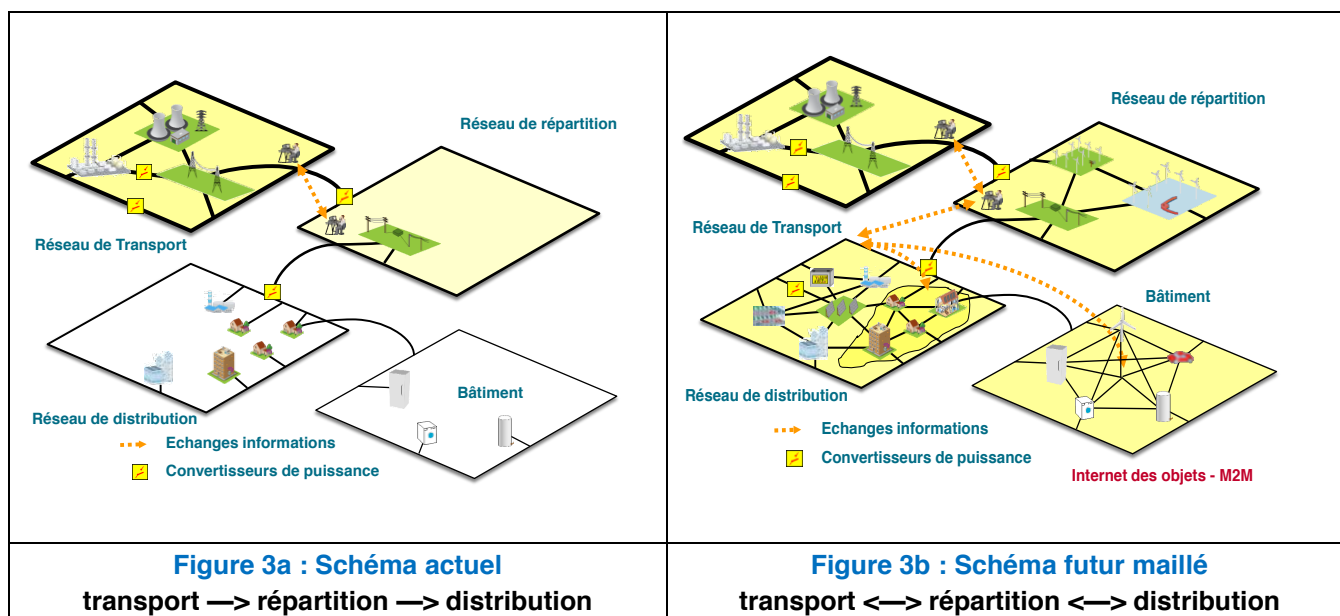 Réseau de répartition
Réseau de Transport
Bâtiment
Réseau de distribution
Echanges informations
Convertisseurs de puissance
Figure 3a : Schéma actuel
transport —> répartition —> distribution
Réseau de répartition
Réseau de Transport
Bâtiment
Réseau de distribution
Echanges informations
Convertisseurs de puissance
Internet des objets - M2M
Figure 3b : Schéma futur maillé
transport <—> répartition <—> distribution